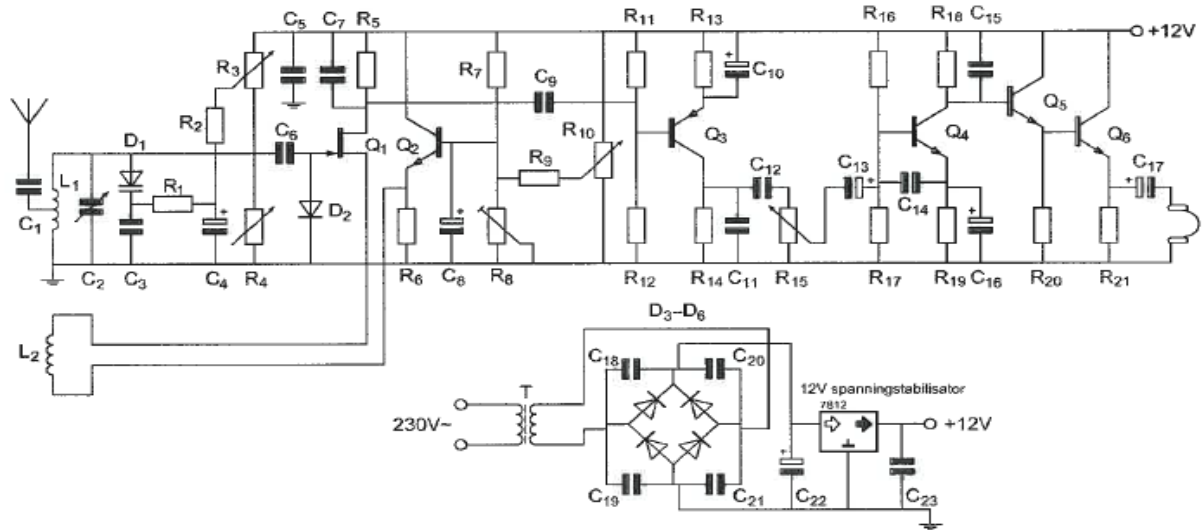 C5 C7 R5 R11 R13 R16 R18 C15
+12V
R3 R7 C9 + C10
R2 R10 Q5
D1 C6 Q1 Q2 Q3 Q4 Q6
L1 R9 C12 C13 C17
R1 + +
C1 + D2 + C14 +
C2 C3 C4 R4 R6 C8 R8 R12 R14 C11 R15 R17 R19 C16 R20 R21
D3–D6
L2
C18 C20
T 12V spanningstabilisator
7812
230V~ +12V
+
C19 C21 C22 C23